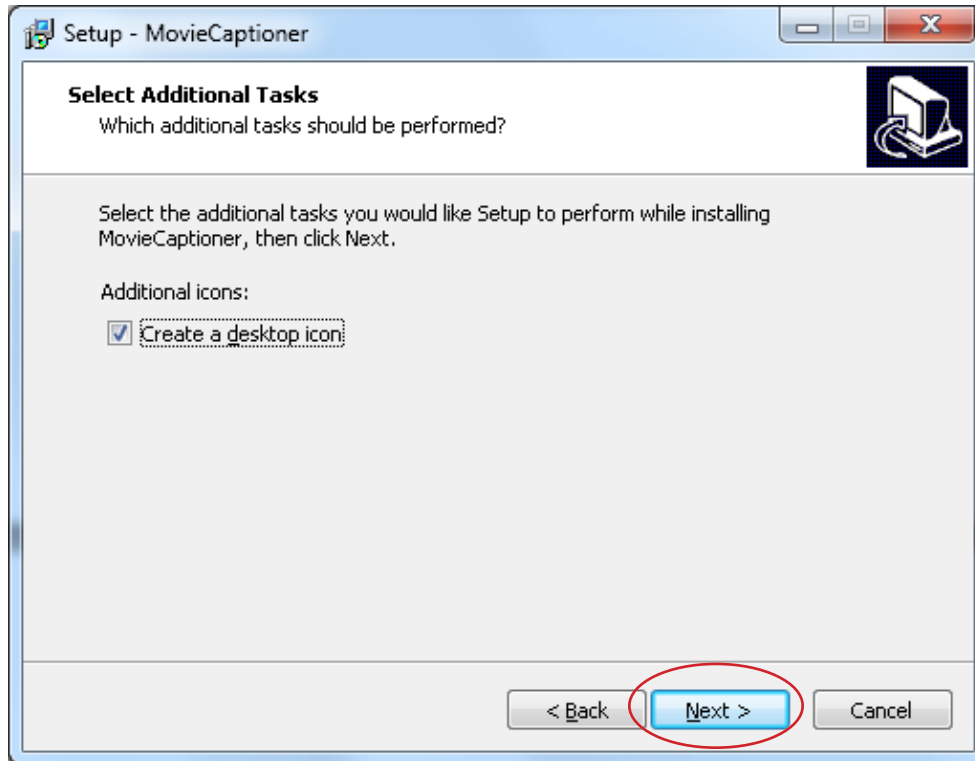 Setup - MovieCaptioner
Select Additional Tasks
Which additional tasks should be performed?
Select the additional tasks you would like Setup to perform while installing
MovieCaptioner, then click Next.
Additional icons:
Create a desktop icon
< Back
Next >
Cancel